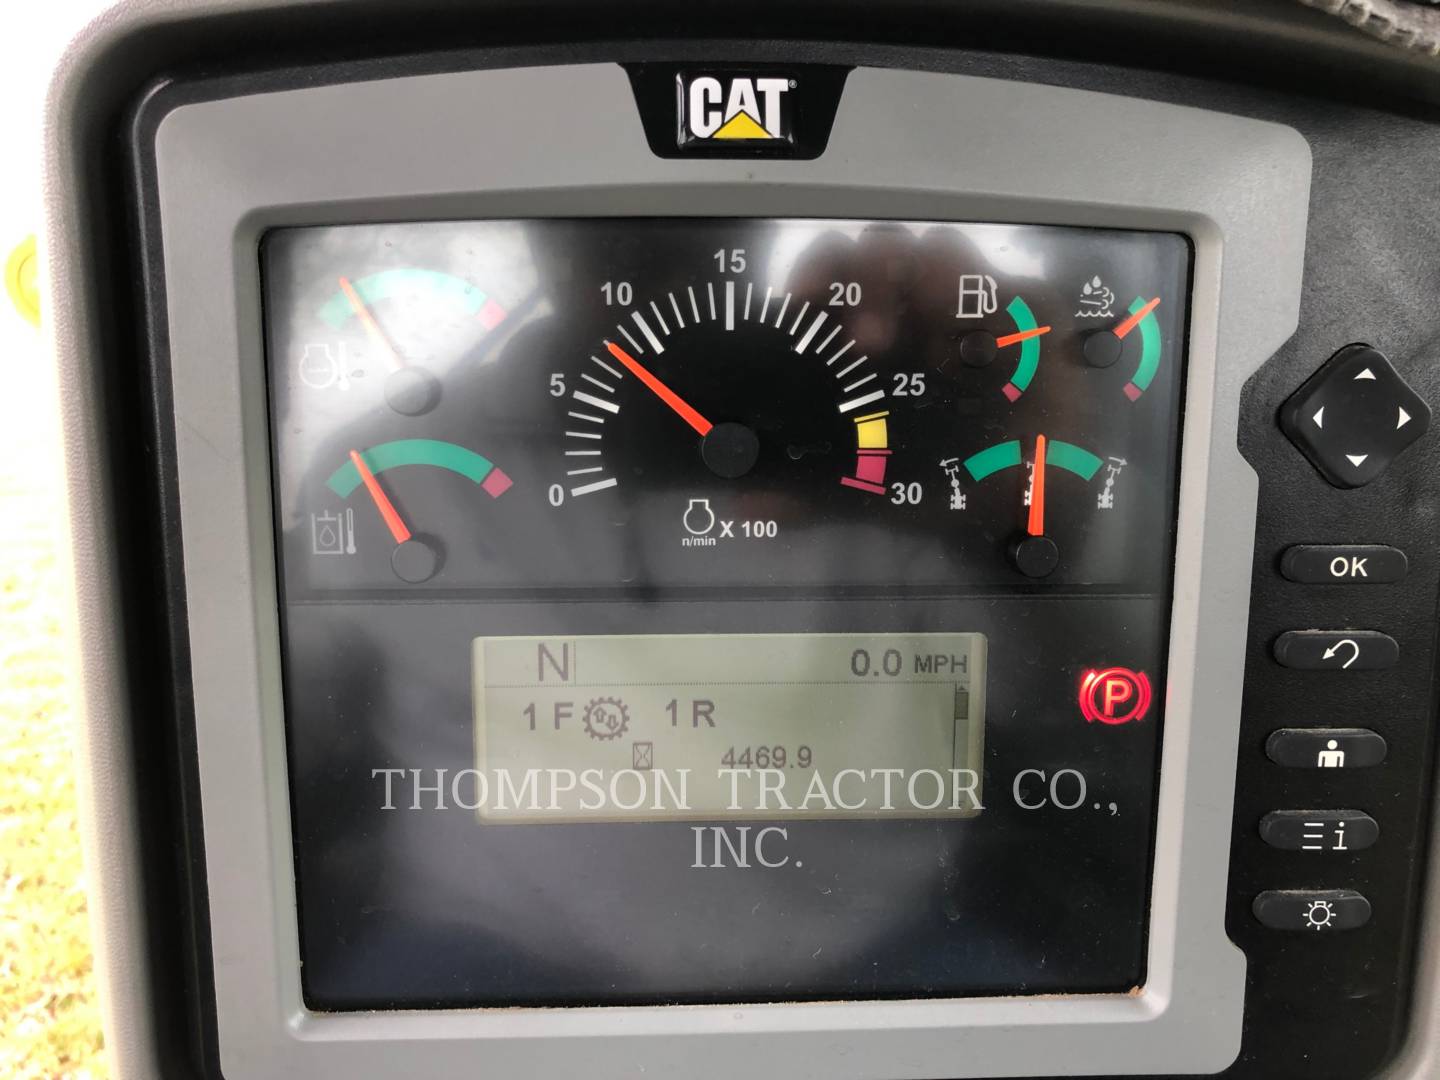 CAT®
15
10 20
5 25
0 30
n/min X 100
N 0.0 MPH
1 F 1 R
4469.9
P
OK
i
THOMPSON TRACTOR CO.,
INC.